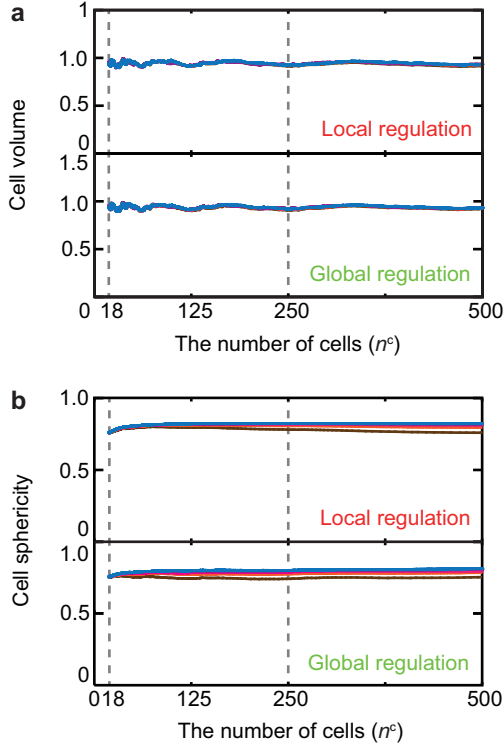 a
Cell volume
1
1.0
0.5
0
Local regulation
1.5
1.0
0.5
Global regulation
0 18 125 250 500
The number of cells (nᶜ)
b
Cell sphericity
1.0
0.5
0
Local regulation
1.0
0.5
0
Global regulation
018 125 250 500
The number of cells (nᶜ)